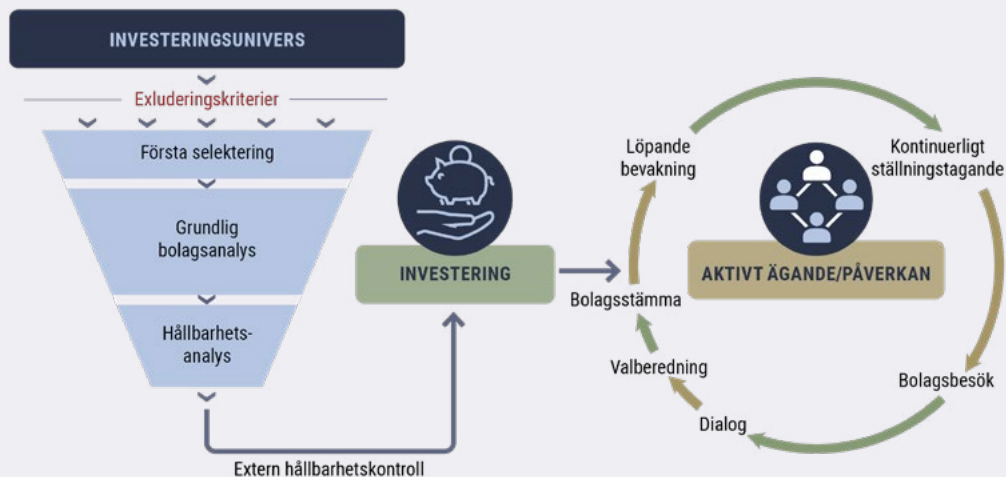 INVESTERINGSUNIVERS
Exluderingskriterier
Första selektering
Grundlig
bolagsanalys
Hållbarhets-
analys
Extern hållbarhetskontroll
INVESTERING
AKTIVT ÄGANDE/PÅVERKAN
Löpande
bevakning
Kontinuerligt
ställningstagande
Bolagsbesök
Dialog
Valberedning
Bolagsstämma